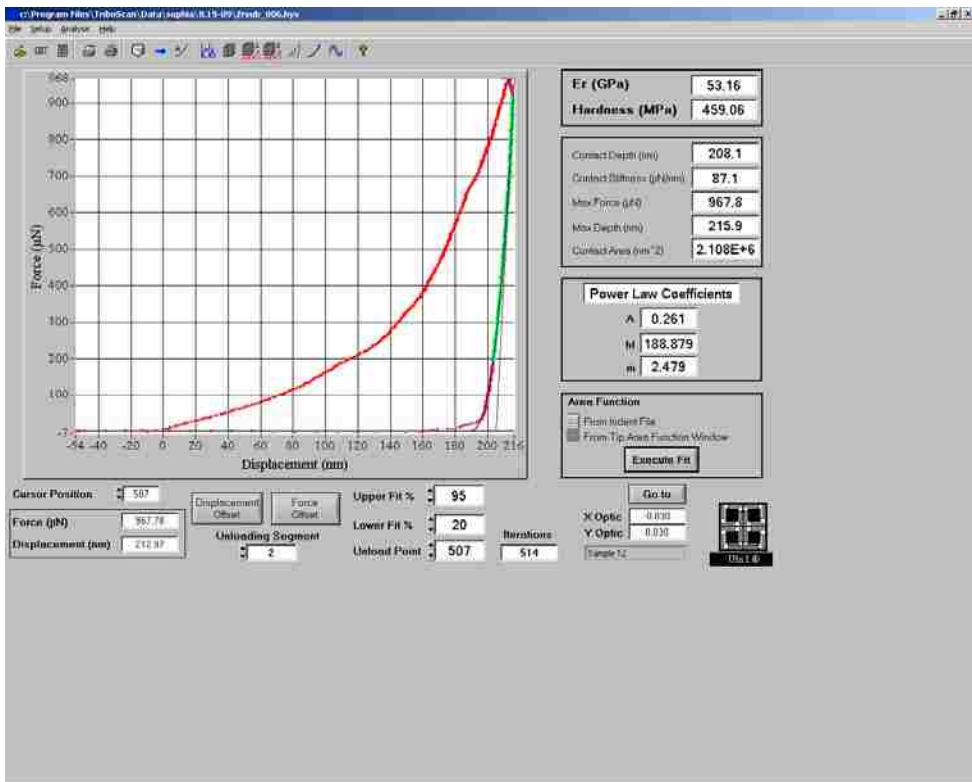 c:\Program Files\TriboScan\Data\sophia\8.15-09\
File Setup Analyse Help
Er (GPa) 53.16
Hardness (MPa) 459.06
Contact Depth (nm) 208.1
Contact Stiffness (µN/nm) 87.1
Max Force (µN) 967.8
Max Depth (nm) 215.9
Contact Area (nm^2) 2.108E+6
Power Law Coefficients
A 0.261
M 188.879
m 2.479
Area Function
From Indent File
From Tip Area Function Window
Execute Fit
968
900
800
700
600
500
400
300
200
100
-7
Force (µN)
-54 -40 -20 0 20 40 60 80 100 120 140 160 180 200 216
Displacement (nm)
Cursor Position 507
Force (µN) 967.78
Displacement (nm) 212.97
Displacement Offset
Force Offset
Unloading Segment
2
Upper Fit % 95
Lower Fit % 20
Unload Point 507
Iterations
514
Go to
X Optic -0.030
Y Optic 0.030
Sample 12